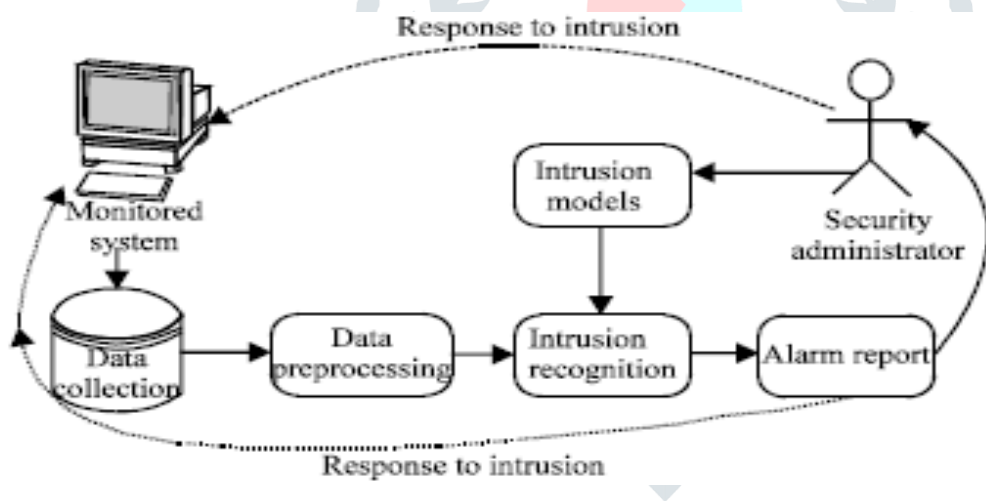 Response to intrusion
Intrusion
models
Monitored
system
Security
administrator
Data
collection
Data
preprocessing
Intrusion
recognition
Alarm report
Response to intrusion